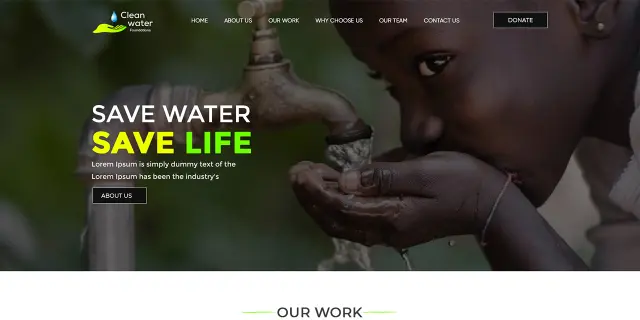 Clean
water
Foundations
HOME ABOUT US OUR WORK WHY CHOOSE US OUR TEAM CONTACT US DONATE
SAVE WATER
SAVE LIFE
Lorem Ipsum is simply dummy text of the
Lorem Ipsum has been the industry's
ABOUT US
OUR WORK